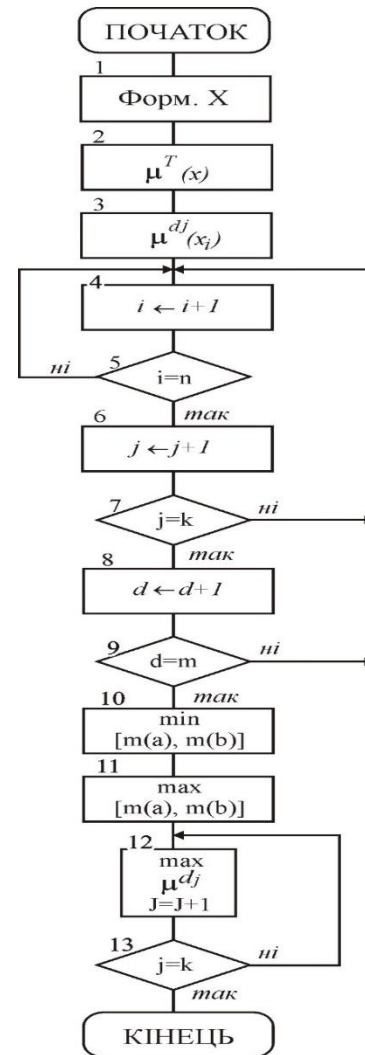 ПОЧАТОК
1
Форм. X
2
μ^T (x)
3
μ^dj (x_i)
4
i ← i+1
5
i=n
ні
так
6
j ← j+1
7
j=k
ні
так
8
d ← d+1
9
d=m
ні
так
10
min
[m(a), m(b)]
11
max
[m(a), m(b)]
12
max
μ^dj
J=J+1
13
j=k
ні
так
КІНЕЦЬ